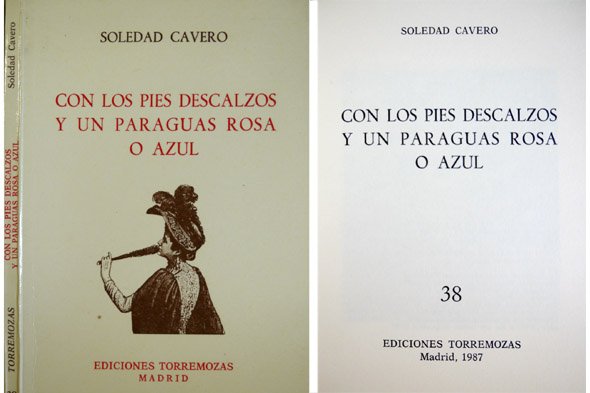 Soledad Cavero
CON LOS PIES DESCALZOS
Y UN PARAGUAS ROSA O AZUL
TORREMOZAS
SOLEDAD CAVERO
CON LOS PIES DESCALZOS
Y UN PARAGUAS ROSA
O AZUL
EDICIONES TORREMOZAS
MADRID
SOLEDAD CAVERO
CON LOS PIES DESCALZOS
Y UN PARAGUAS ROSA
O AZUL
38
EDICIONES TORREMOZAS
Madrid, 1987